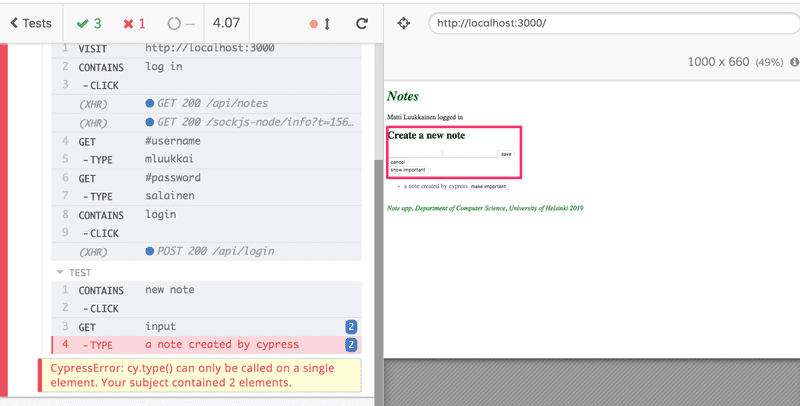 Tests 3 1 -- 4.07
http://localhost:3000/
1000 x 660 (49%)
1 VISIT http://localhost:3000
2 CONTAINS log in
3 - CLICK
(XHR) GET 200 /api/notes
(XHR) GET 200 /sockjs-node/info?t=156…
4 GET #username
5 - TYPE mluukkai
6 GET #password
7 - TYPE salainen
8 CONTAINS login
9 - CLICK
(XHR) POST 200 /api/login
TEST
1 CONTAINS new note
2 - CLICK
3 GET input 2
4 - TYPE a note created by cypress 2
CypressError: cy.type() can only be called on a single
element. Your subject contained 2 elements.
Notes
Matti Luukkainen logged in
Create a new note
save
cancel
show important
a note created by cypress make important
Note app, Department of Computer Science, University of Helsinki 2019